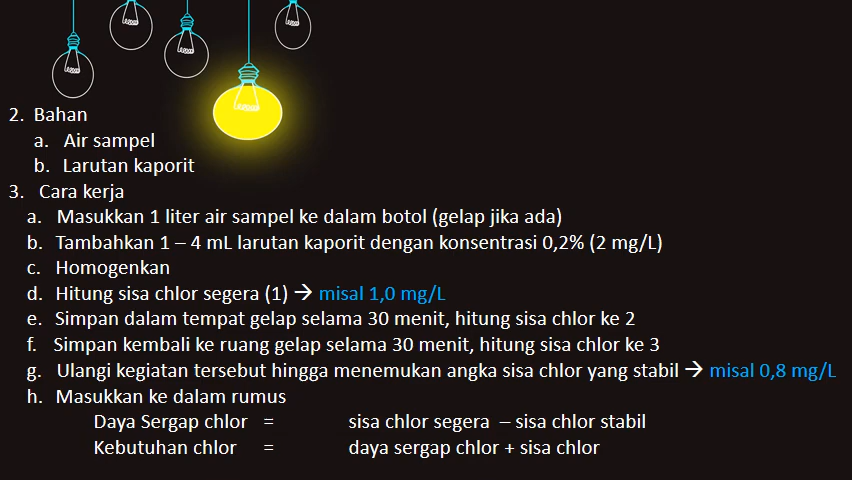 2. Bahan
a. Air sampel
b. Larutan kaporit
3. Cara kerja
a. Masukkan 1 liter air sampel ke dalam botol (gelap jika ada)
b. Tambahkan 1 – 4 mL larutan kaporit dengan konsentrasi 0,2% (2 mg/L)
c. Homogenkan
d. Hitung sisa chlor segera (1) → misal 1,0 mg/L
e. Simpan dalam tempat gelap selama 30 menit, hitung sisa chlor ke 2
f. Simpan kembali ke ruang gelap selama 30 menit, hitung sisa chlor ke 3
g. Ulangi kegiatan tersebut hingga menemukan angka sisa chlor yang stabil → misal 0,8 mg/L
h. Masukkan ke dalam rumus
Daya Sergap chlor = sisa chlor segera – sisa chlor stabil
Kebutuhan chlor = daya sergap chlor + sisa chlor